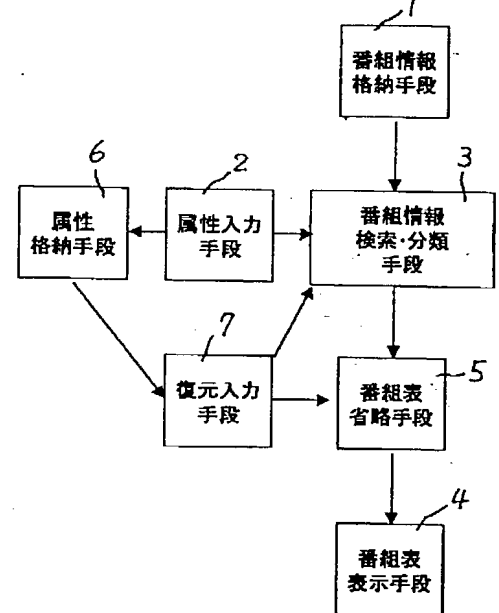 1
番組情報
格納手段
6
2
3
属性
格納手段
属性入力
手段
番組情報
検索・分類
手段
7
復元入力
手段
5
番組表
省略手段
4
番組表
表示手段